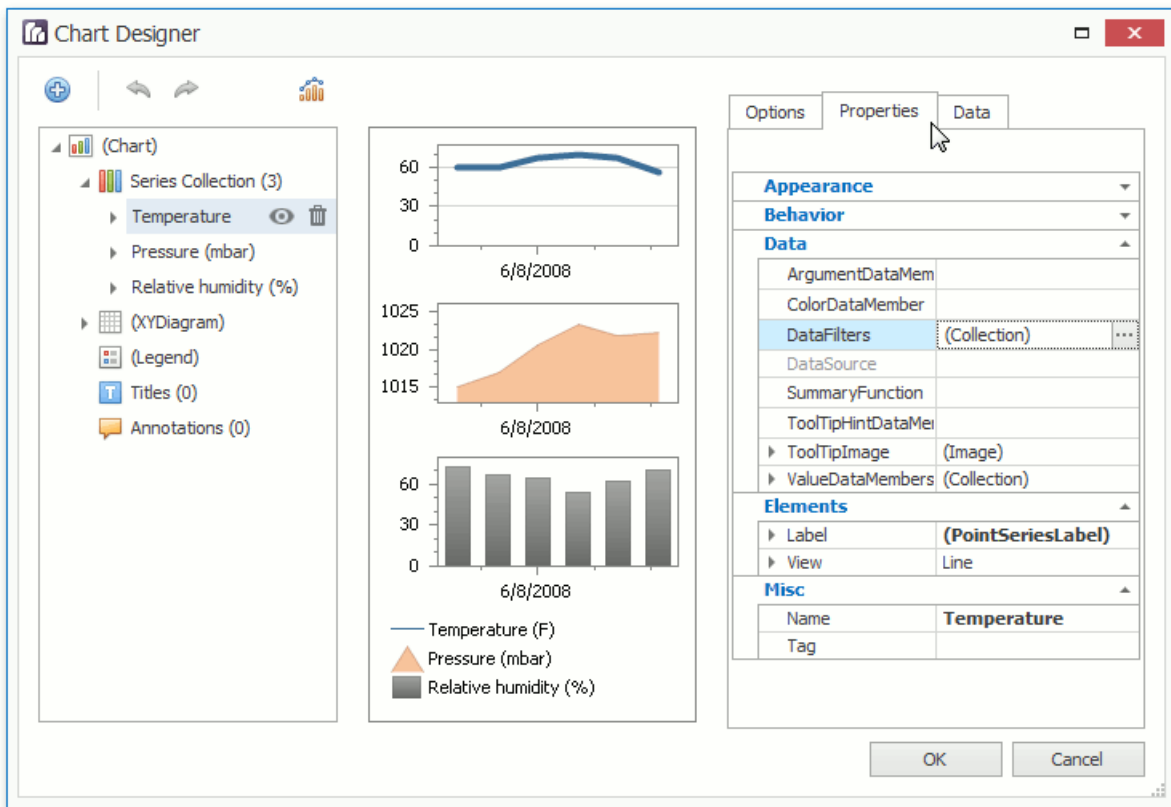 Chart Designer
Options Properties Data
(Chart)
Series Collection (3)
Temperature
Pressure (mbar)
Relative humidity (%)
(XYDiagram)
(Legend)
Titles (0)
Annotations (0)
60
30
0
6/8/2008
1025
1020
1015
6/8/2008
60
30
0
6/8/2008
Temperature (F)
Pressure (mbar)
Relative humidity (%)
Appearance
Behavior
Data
ArgumentDataMem
ColorDataMember
DataFilters (Collection) ...
DataSource
SummaryFunction
ToolTipHintDataMe
ToolTipImage (Image)
ValueDataMembers (Collection)
Elements
Label (PointSeriesLabel)
View Line
Misc
Name Temperature
Tag
OK Cancel